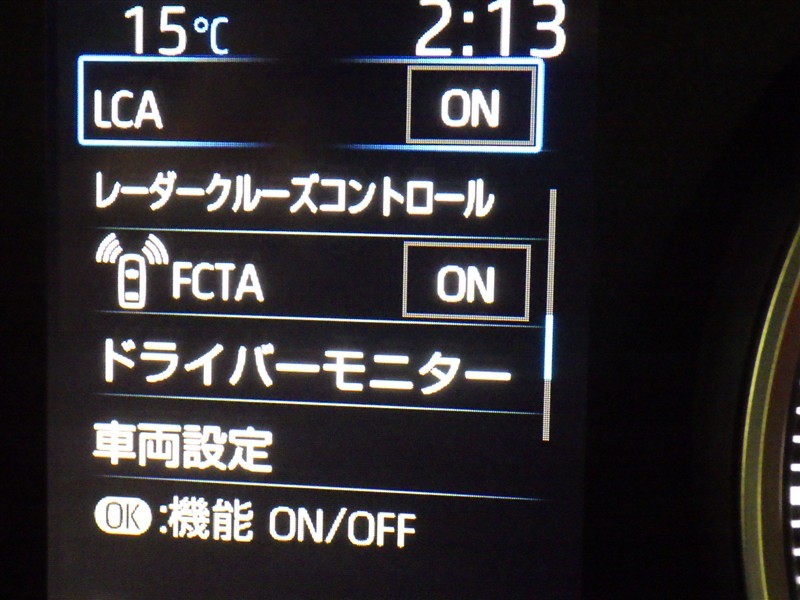 15℃ 2:13
LCA ON
レーダークルーズコントロール
FCTA ON
ドライバーモニター
車両設定
OK:機能 ON/OFF